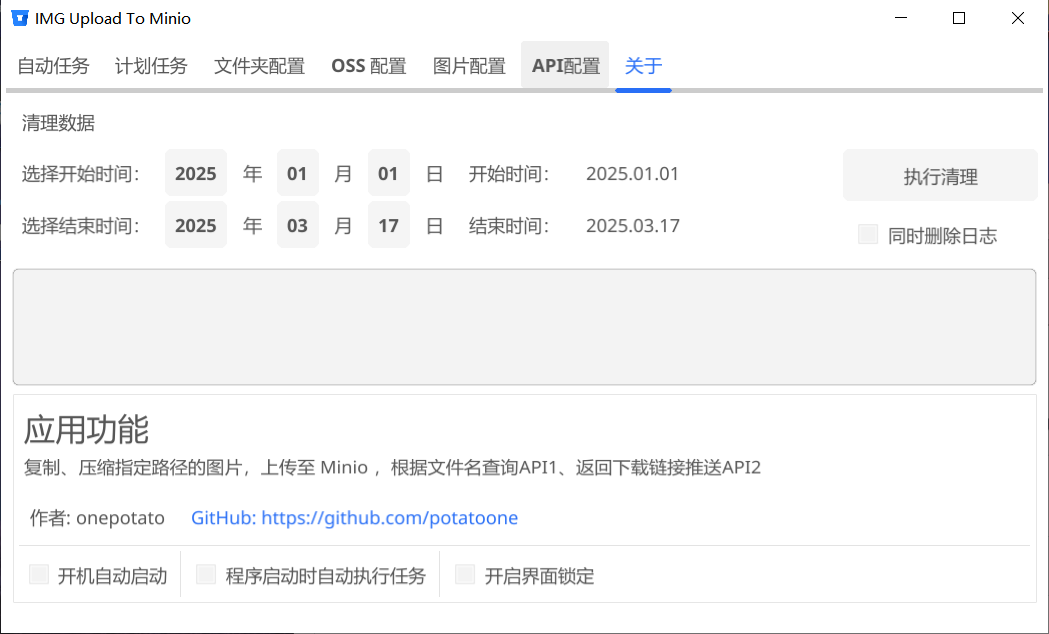 IMG Upload To Minio
自动任务 计划任务 文件夹配置 OSS 配置 图片配置 API配置 关于
清理数据
选择开始时间: 2025 年 01 月 01 日 开始时间: 2025.01.01 执行清理
选择结束时间: 2025 年 03 月 17 日 结束时间: 2025.03.17
同时删除日志
应用功能
复制、压缩指定路径的图片，上传至 Minio ，根据文件名查询API1、返回下载链接推送API2
作者: onepotato GitHub: https://github.com/potatoone
开机自动启动 程序启动时自动执行任务 开启界面锁定